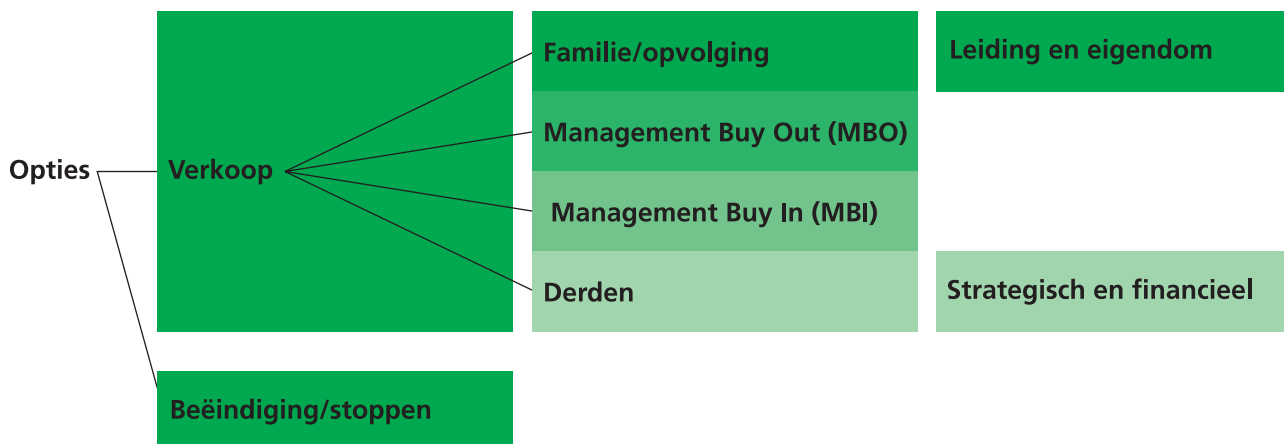 Familie/opvolging
Leiding en eigendom
Management Buy Out (MBO)
Opties
Verkoop
Management Buy In (MBI)
Derden
Strategisch en financieel
Beëindiging/stoppen